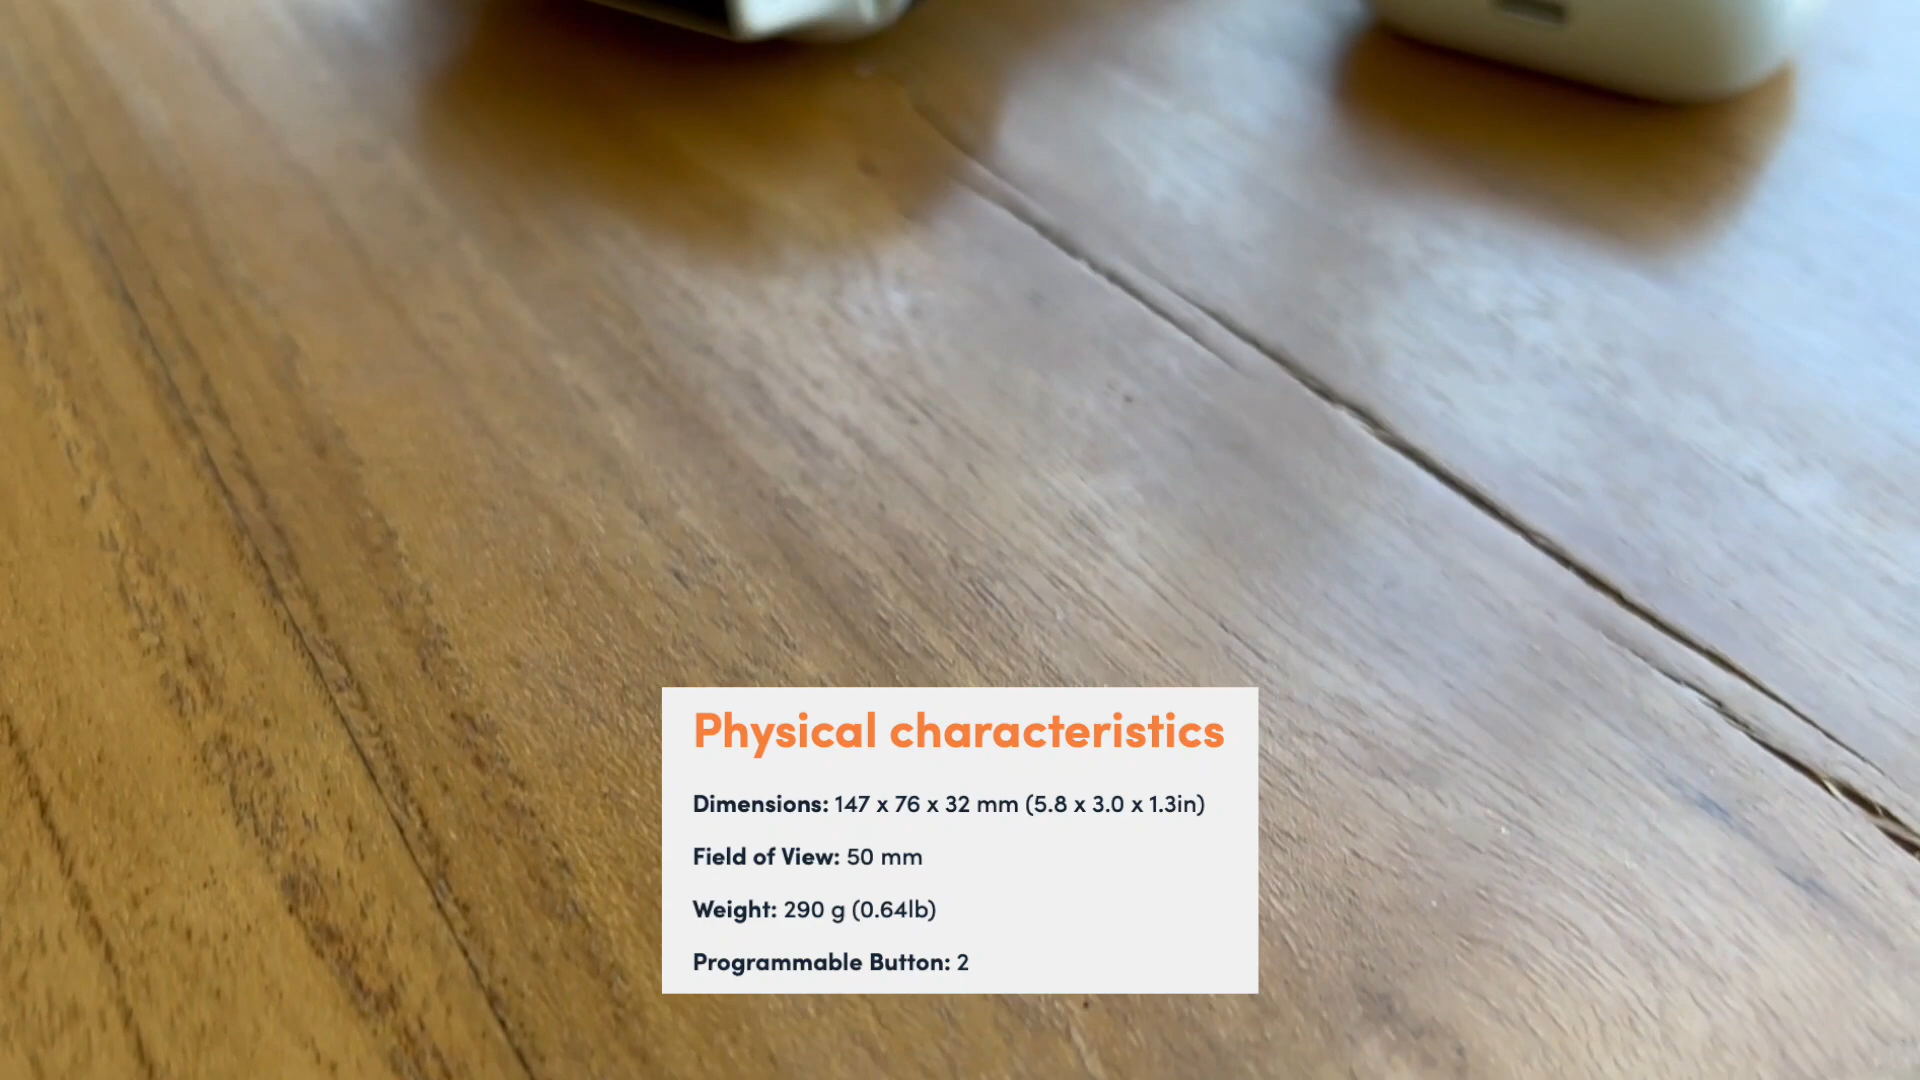 Physical characteristics
Dimensions: 147 x 76 x 32 mm (5.8 x 3.0 x 1.3in)
Field of View: 50 mm
Weight: 290 g (0.64lb)
Programmable Button: 2